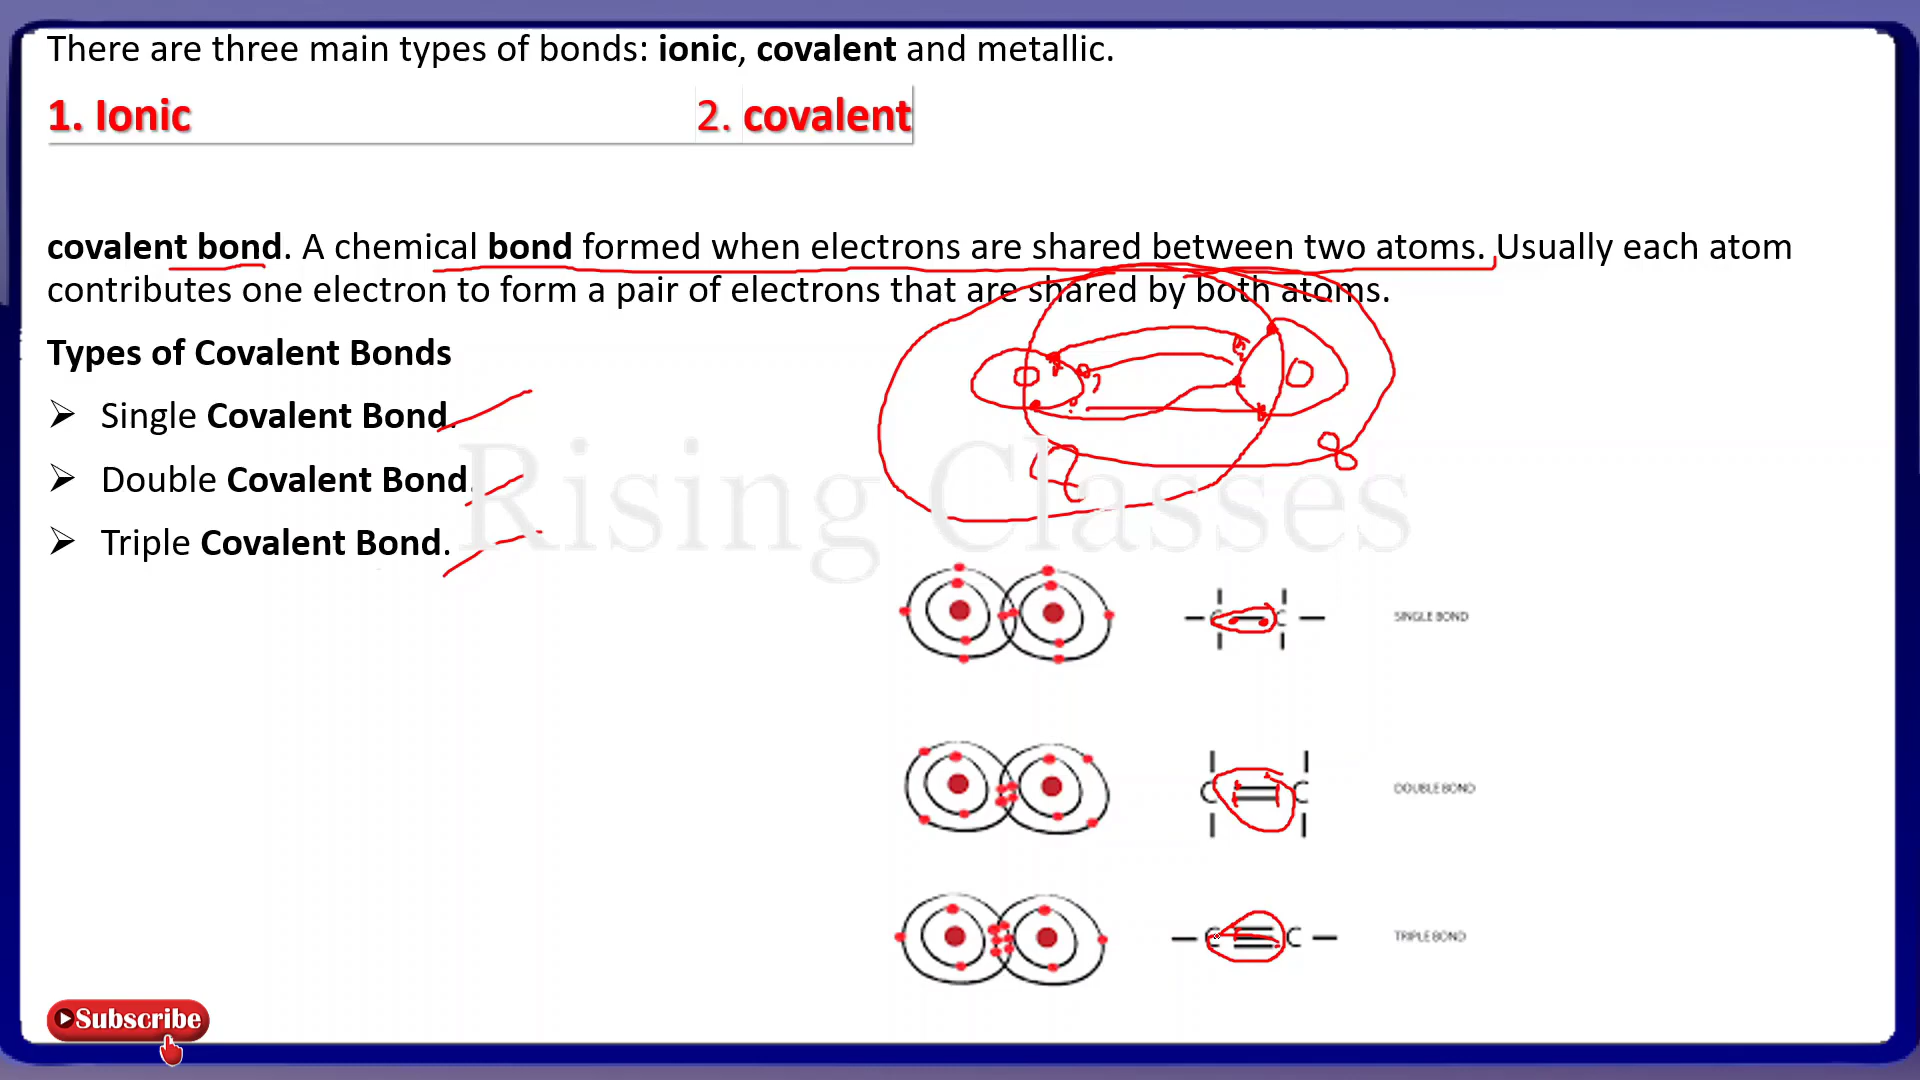 There are three main types of bonds: ionic, covalent and metallic.
1. Ionic 2. covalent
covalent bond. A chemical bond formed when electrons are shared between two atoms. Usually each atom
contributes one electron to form a pair of electrons that are shared by both atoms.
Types of Covalent Bonds
➢ Single Covalent Bond.
➢ Double Covalent Bond.
➢ Triple Covalent Bond.
Rising Classes
8
C C SINGLE BOND
C C DOUBLE BOND
C C TRIPLE BOND
Subscribe